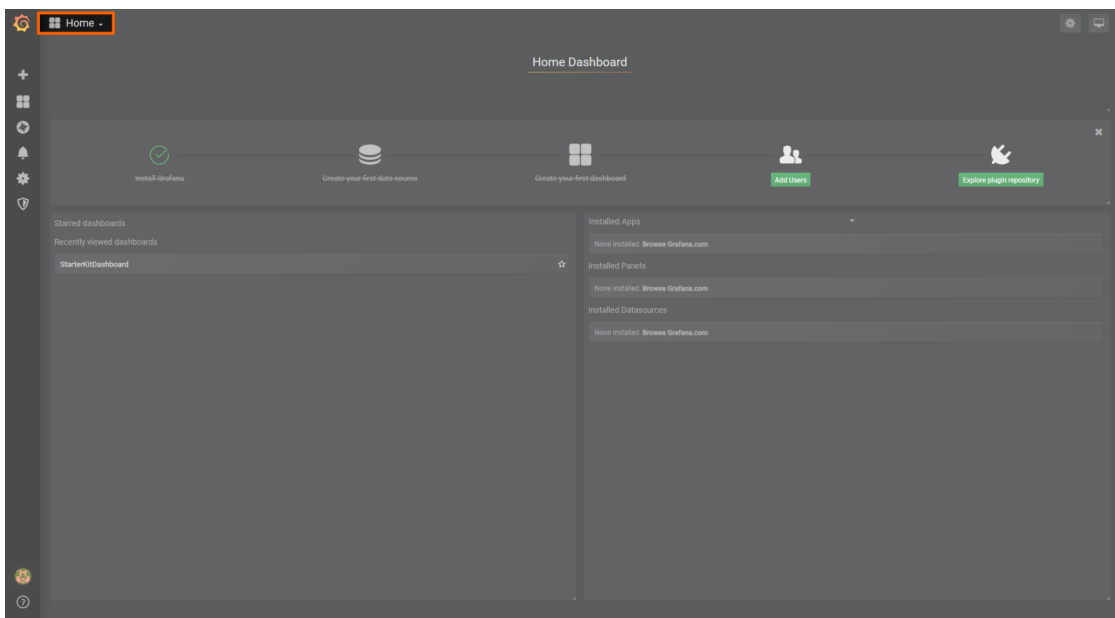 Home
Home Dashboard
Install Grafana
Create your first data source
Create your first dashboard
Add Users
Explore plugin repository
Starred dashboards
Recently viewed dashboards
StarterKitDashboard
Installed Apps
None installed. Browse Grafana.com
Installed Panels
None installed. Browse Grafana.com
Installed Datasources
None installed. Browse Grafana.com